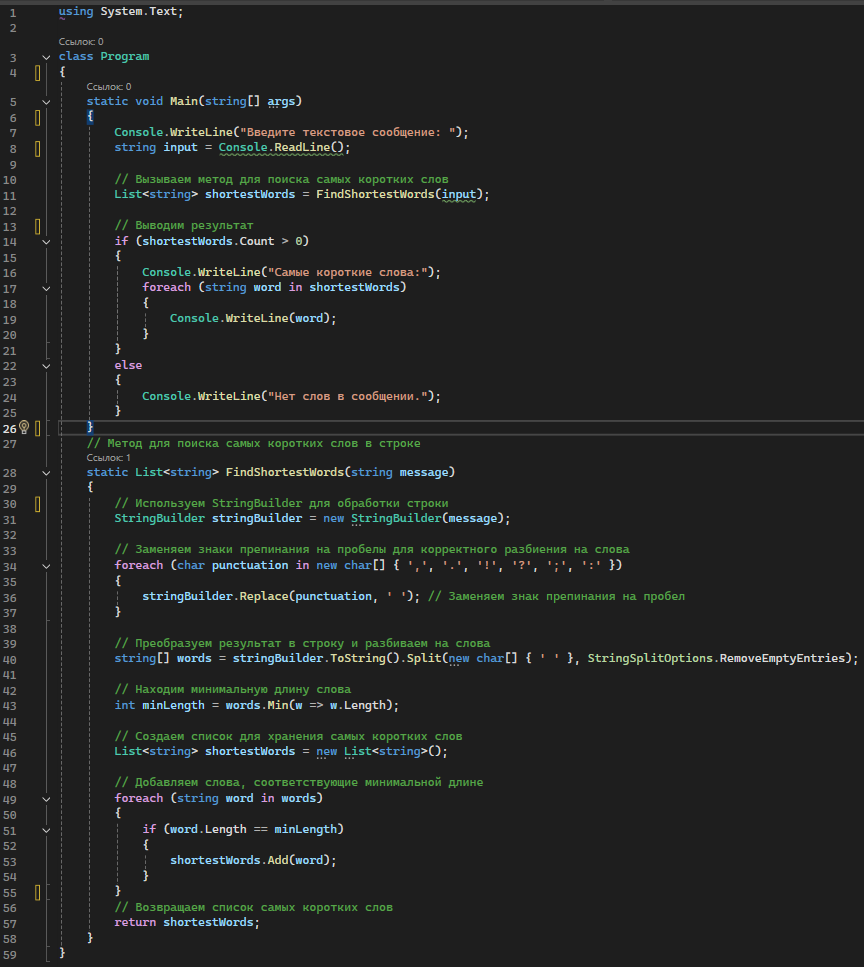 1 using System.Text;
2
Ссылок: 0
3 class Program
4 {
Ссылок: 0
5 static void Main(string[] args)
6 {
7 Console.WriteLine("Введите текстовое сообщение: ");
8 string input = Console.ReadLine();
9
10 // Вызываем метод для поиска самых коротких слов
11 List<string> shortestWords = FindShortestWords(input);
12
13 // Выводим результат
14 if (shortestWords.Count > 0)
15 {
16 Console.WriteLine("Самые короткие слова:");
17 foreach (string word in shortestWords)
18 {
19 Console.WriteLine(word);
20 }
21 }
22 else
23 {
24 Console.WriteLine("Нет слов в сообщении.");
25 }
26 }
27 // Метод для поиска самых коротких слов в строке
Ссылок: 1
28 static List<string> FindShortestWords(string message)
29 {
30 // Используем StringBuilder для обработки строки
31 StringBuilder stringBuilder = new StringBuilder(message);
32
33 // Заменяем знаки препинания на пробелы для корректного разбиения на слова
34 foreach (char punctuation in new char[] { ',', '.', '!', '?', ';', ':' })
35 {
36 stringBuilder.Replace(punctuation, ' '); // Заменяем знак препинания на пробел
37 }
38
39 // Преобразуем результат в строку и разбиваем на слова
40 string[] words = stringBuilder.ToString().Split(new char[] { ' ' }, StringSplitOptions.RemoveEmptyEntries);
41
42 // Находим минимальную длину слова
43 int minLength = words.Min(w => w.Length);
44
45 // Создаем список для хранения самых коротких слов
46 List<string> shortestWords = new List<string>();
47
48 // Добавляем слова, соответствующие минимальной длине
49 foreach (string word in words)
50 {
51 if (word.Length == minLength)
52 {
53 shortestWords.Add(word);
54 }
55 }
56 // Возвращаем список самых коротких слов
57 return shortestWords;
58 }
59 }